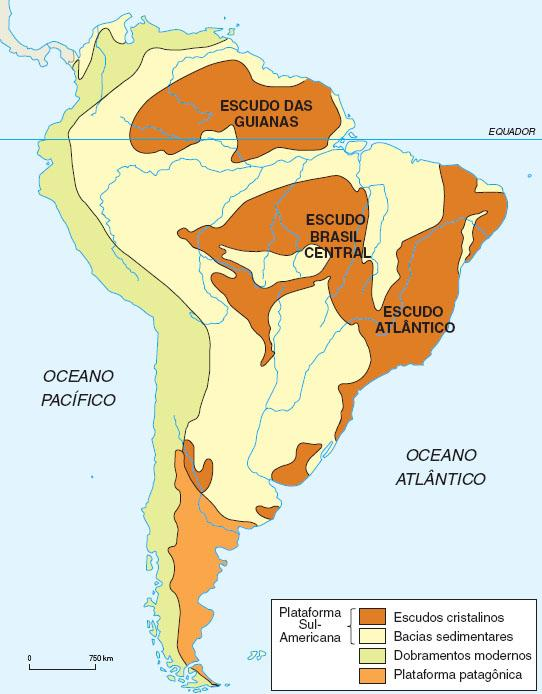 ESCUDO DAS
GUIANAS
EQUADOR
ESCUDO
BRASIL
CENTRAL
ESCUDO
ATLÂNTICO
OCEANO
PACÍFICO
OCEANO
ATLÂNTICO
Plataforma
Sul-
Americana
Escudos cristalinos
Bacias sedimentares
Dobramentos modernos
Plataforma patagônica
0 750 km